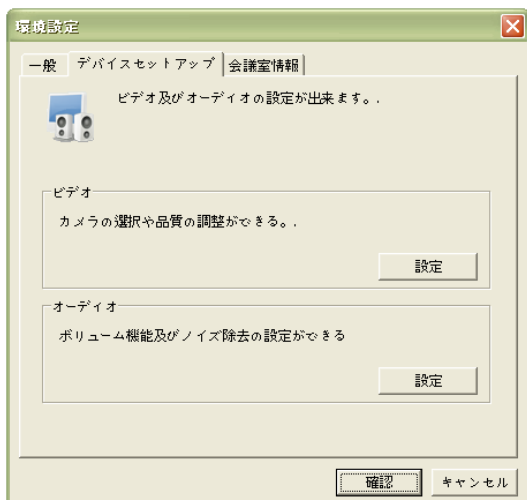 環境設定
一般 デバイスセットアップ 会議室情報
ビデオ及びオーディオの設定が出来ます。.
ビデオ
カメラの選択や品質の調整ができる。.
設定
オーディオ
ボリューム機能及びノイズ除去の設定ができる
設定
確認 キャンセル